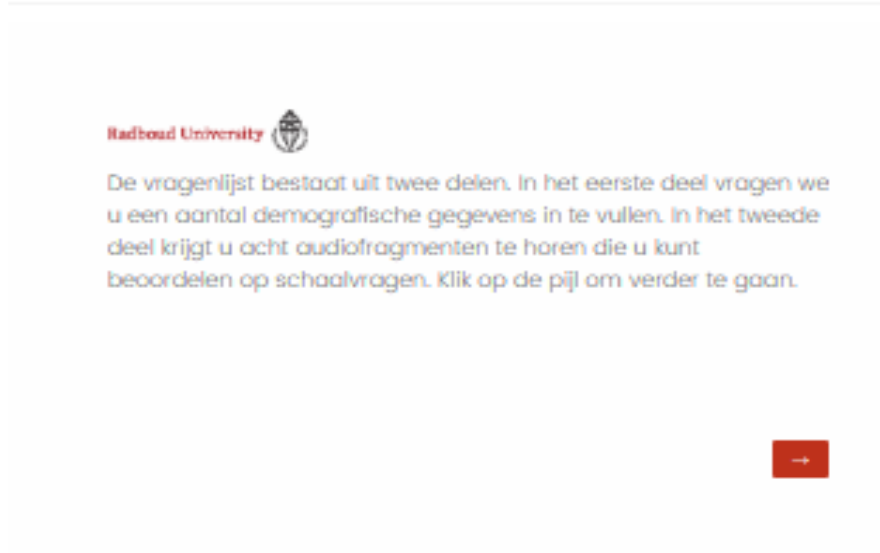 Radboud University
De vragenlijst bestaat uit twee delen. In het eerste deel vragen we
u een aantal demografische gegevens in te vullen. In het tweede
deel krijgt u acht audiofragmenten te horen die u kunt
beoordelen op schaalvragen. Klik op de pijl om verder te gaan.
→